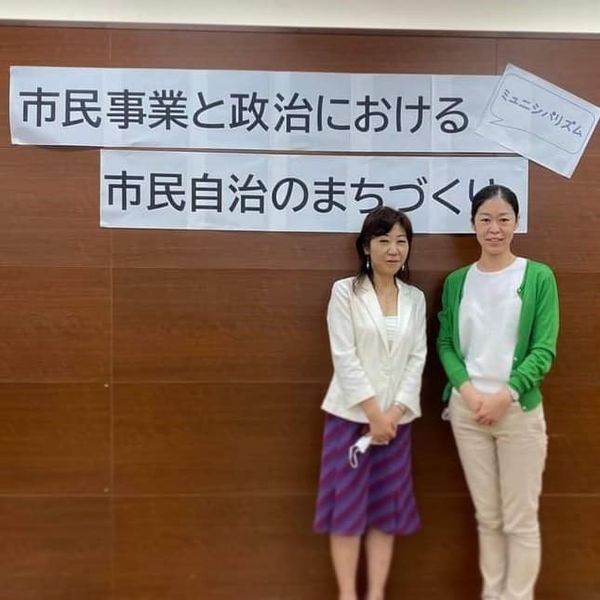 市民事業と政治における
ミュニシパリズム
市民自治のまちづくり